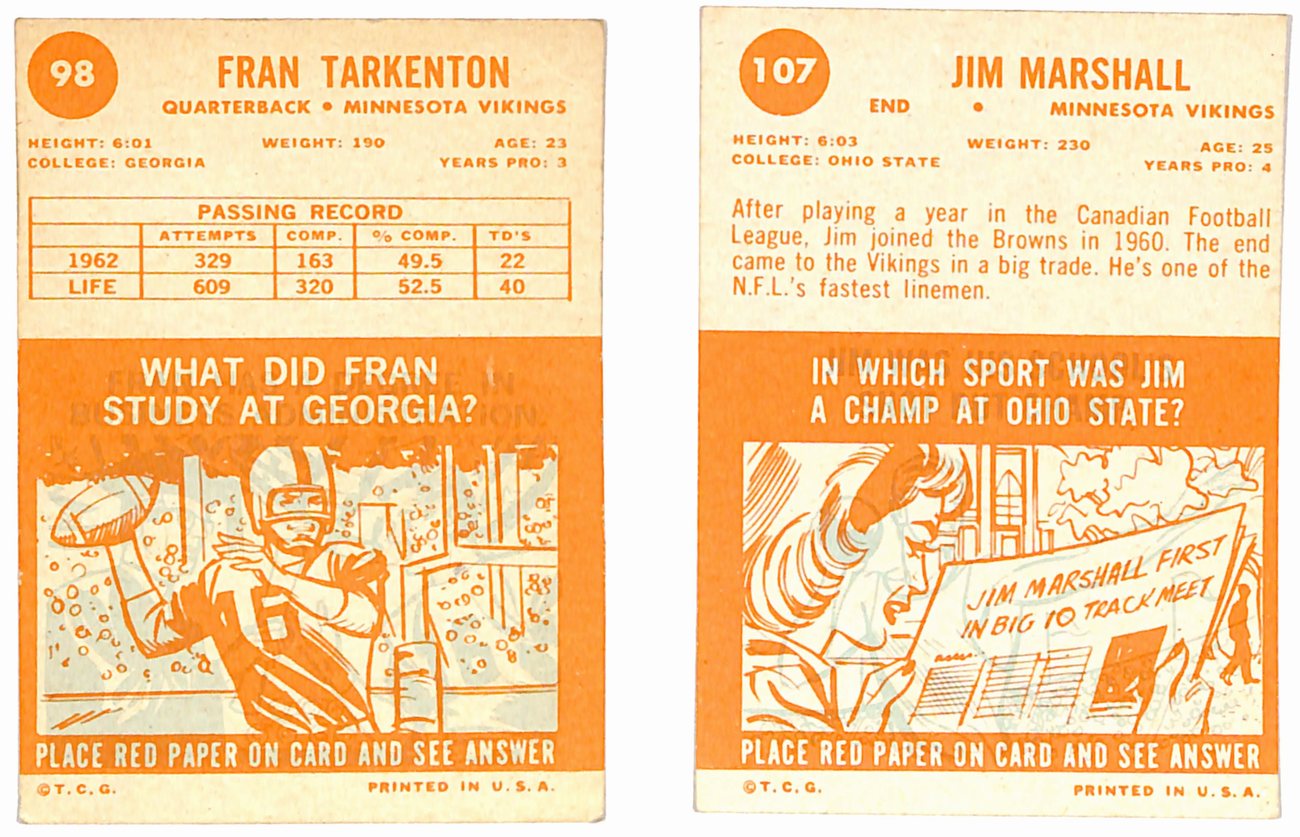 98
FRAN TARKENTON
QUARTERBACK • MINNESOTA VIKINGS
HEIGHT: 6:01 WEIGHT: 190 AGE: 23
COLLEGE: GEORGIA YEARS PRO: 3
PASSING RECORD
ATTEMPTS COMP. % COMP. TD'S
1962 329 163 49.5 22
LIFE 609 320 52.5 40
WHAT DID FRAN
STUDY AT GEORGIA?
PLACE RED PAPER ON CARD AND SEE ANSWER
©T.C.G. PRINTED IN U.S.A.
107
JIM MARSHALL
END • MINNESOTA VIKINGS
HEIGHT: 6:03 WEIGHT: 230 AGE: 25
COLLEGE: OHIO STATE YEARS PRO: 4
After playing a year in the Canadian Football
League, Jim joined the Browns in 1960. The end
came to the Vikings in a big trade. He's one of the
N.F.L.'s fastest linemen.
IN WHICH SPORT WAS JIM
A CHAMP AT OHIO STATE?
JIM MARSHALL FIRST
IN BIG 10 TRACK MEET
PLACE RED PAPER ON CARD AND SEE ANSWER
©T.C.G. PRINTED IN U.S.A.